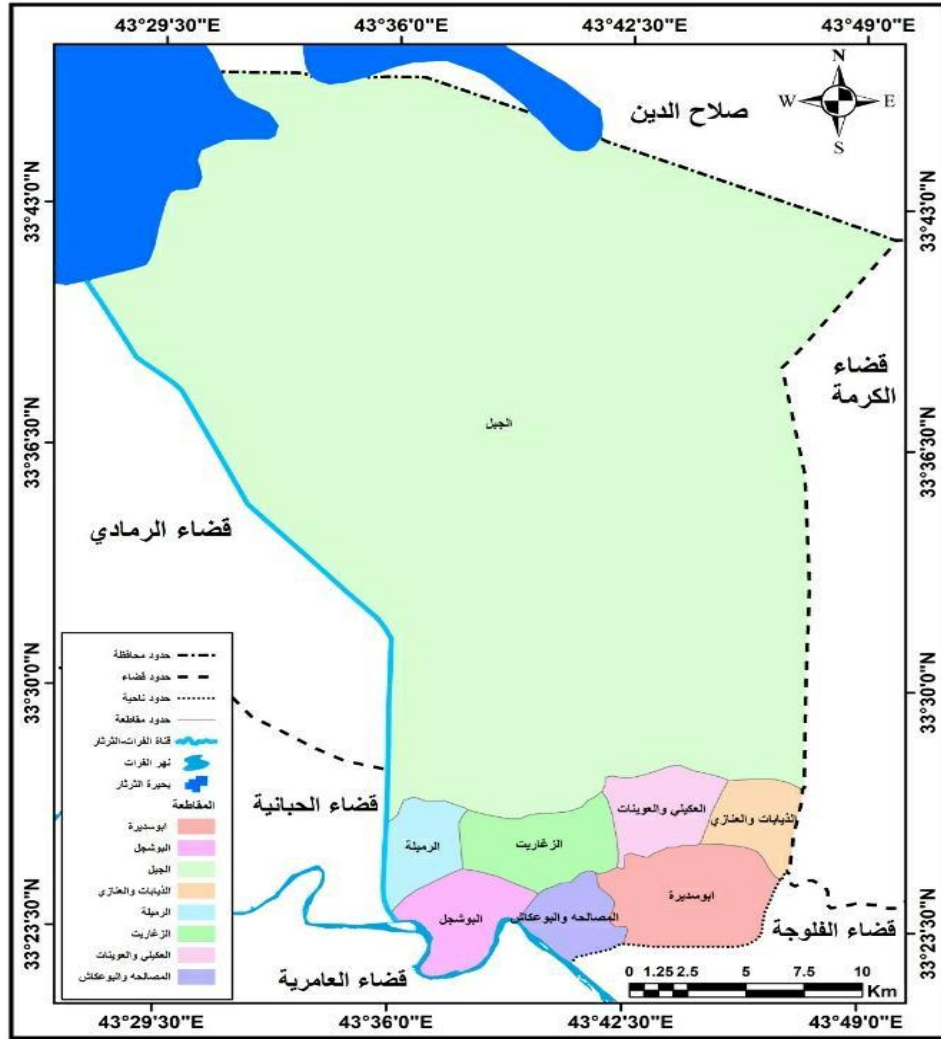 43°29'30"E 43°36'0"E 43°42'30"E 43°49'0"E
N
W E
S
صلاح الدين
33°43'0"N 33°43'0"N
قضاء
الكرمة
الجبل
33°36'30"N 33°36'30"N
قضاء الرمادي
33°30'0"N 33°30'0"N
حدود محافظة
حدود قضاء
حدود ناحية
حدود مقاطعة
قناة الفرات-الثرثار
نهر الفرات
بحيرة الثرثار
المقاطعة
ابوسديرة
البوشجل
الجبل
الذيابات والعنازي
الرميلة
الزغاريت
العكيلي والعوينات
المصالحه والبوعكاش
قضاء الحبانية
العكيلي والعوينات
الذيابات والعنازي
الزغاريت
الرميلة
ابوسديرة
البوشجل
المصالحه والبوعكاش
33°23'30"N 33°23'30"N
قضاء الفلوجة
قضاء العامرية
0 1.25 2.5 5 7.5 10
Km
43°29'30"E 43°36'0"E 43°42'30"E 43°49'0"E